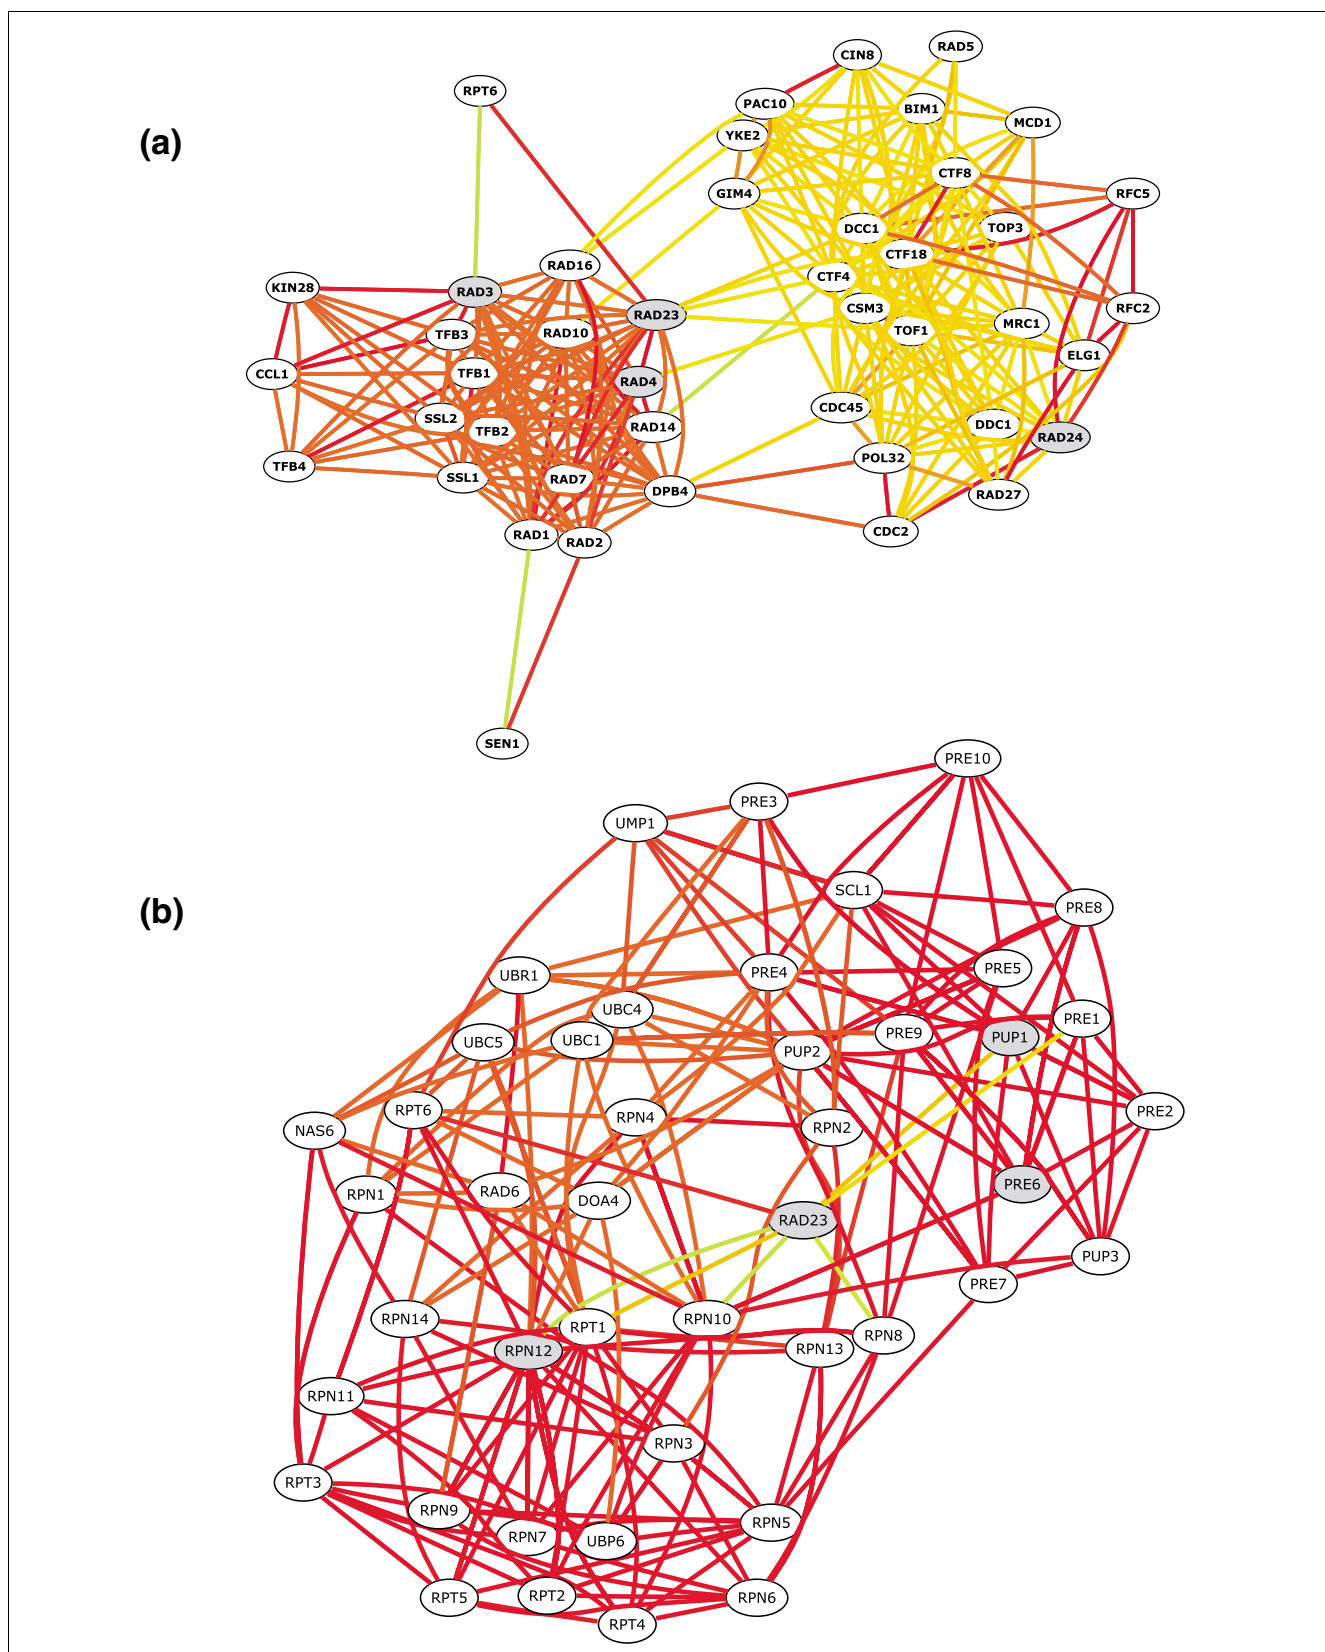 (a)
RAD5
CIN8
RPT6
PAC10
BIM1
MCD1
YKE2
CTF8
GIM4
RFC5
DCC1
TOP3
CTF18
RAD16
CTF4
KIN28
RAD3
CSM3
RFC2
RAD23
MRC1
TOF1
TFB3
RAD10
ELG1
CCL1
TFB1
RAD4
CDC45
SSL2
TFB2
RAD14
DDC1
RAD24
POL32
TFB4
SSL1
RAD7
DPB4
RAD27
RAD1
RAD2
CDC2
SEN1
(b)
PRE10
PRE3
UMP1
SCL1
PRE8
UBR1
PRE4
PRE5
UBC4
PRE1
UBC5
UBC1
PRE9
PUP1
PUP2
RPT6
RPN4
PRE2
NAS6
RPN2
RPN1
RAD6
DOA4
PRE6
RAD23
PUP3
PRE7
RPN14
RPT1
RPN10
RPN8
RPN12
RPN13
RPN11
RPN3
RPT3
RPN9
RPN7
UBP6
RPN5
RPT5
RPT2
RPN6
RPT4